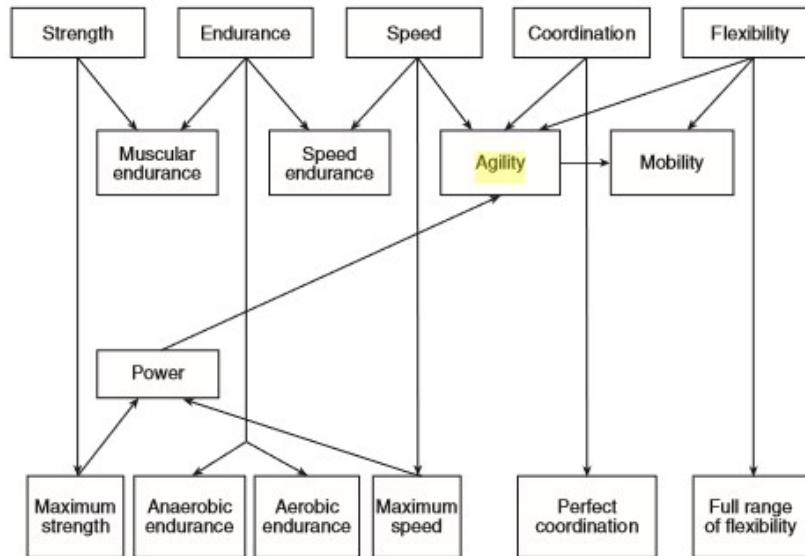 Strength
Endurance
Speed
Coordination
Flexibility
Muscular
endurance
Speed
endurance
Agility
Mobility
Power
Maximum
strength
Anaerobic
endurance
Aerobic
endurance
Maximum
speed
Perfect
coordination
Full range
of flexibility